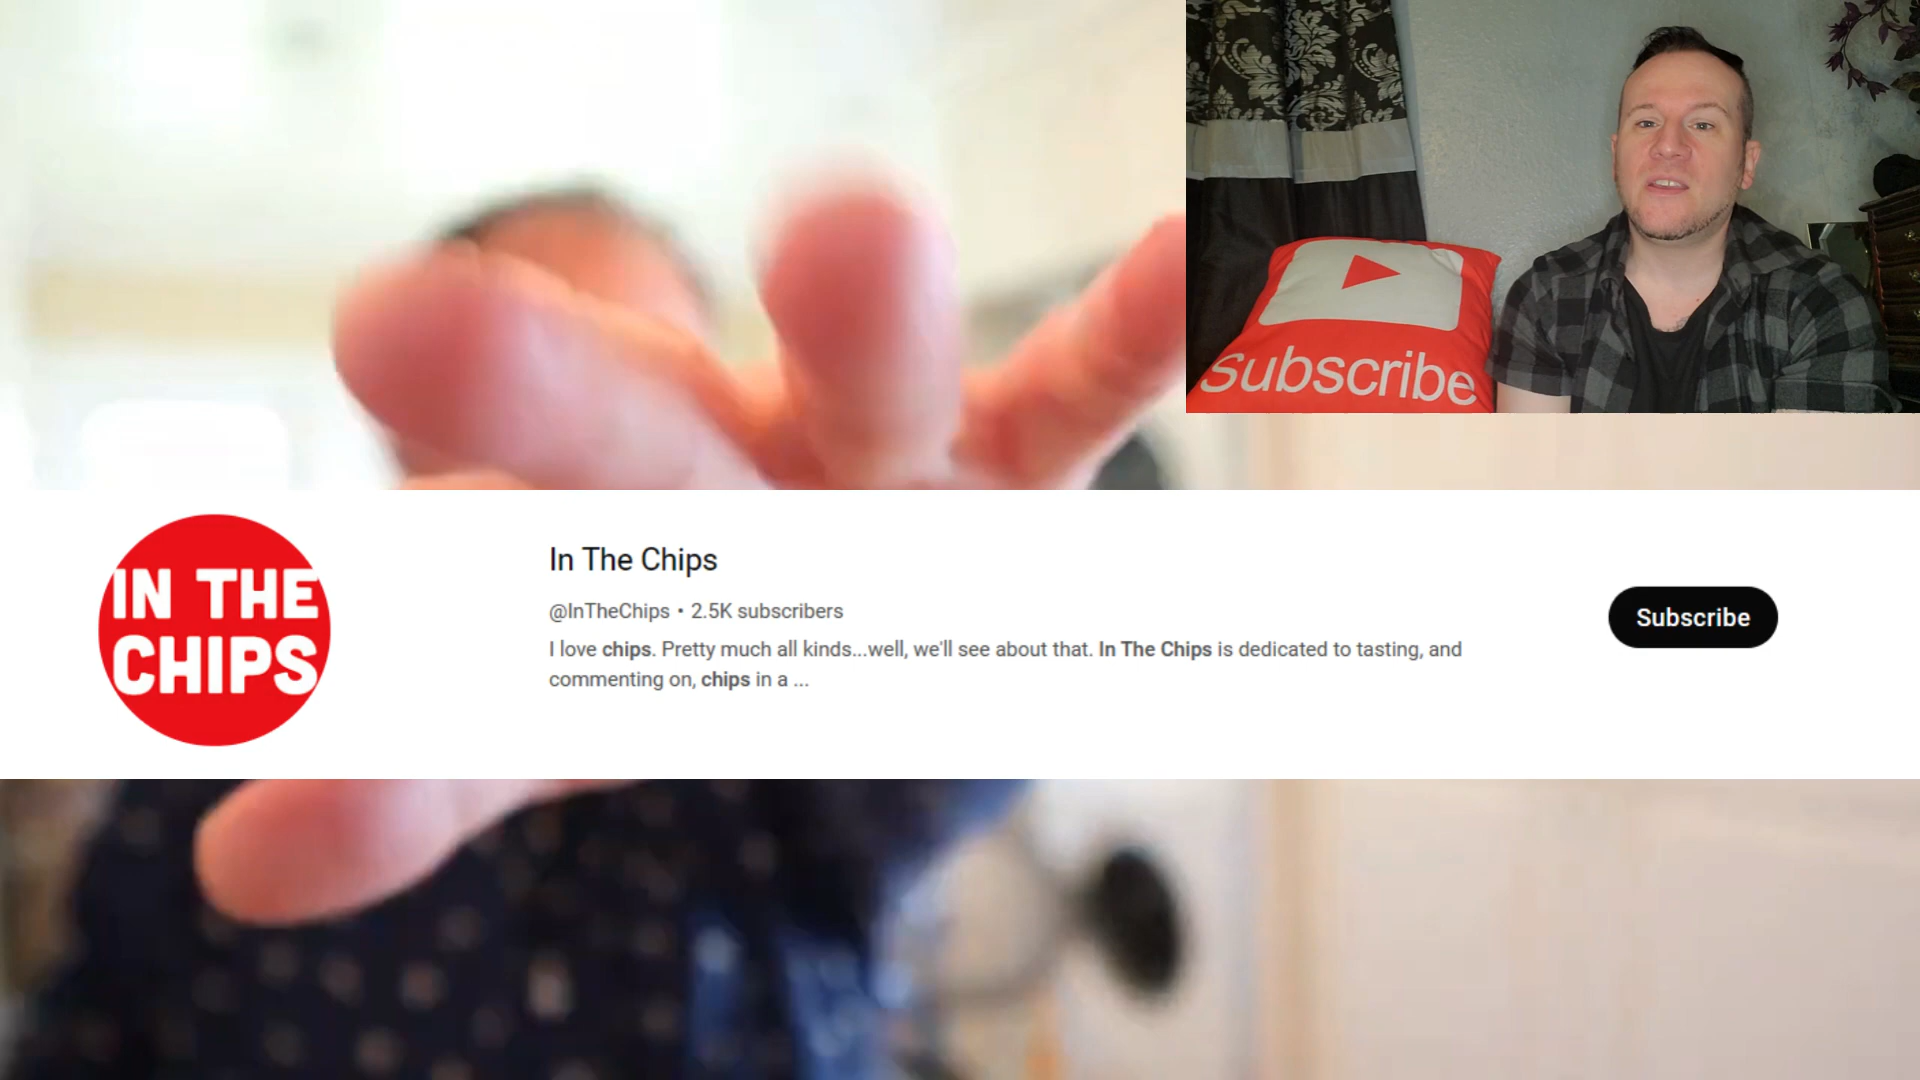 Subscribe
IN THE
CHIPS
In The Chips
@InTheChips • 2.5K subscribers
Subscribe
I love chips. Pretty much all kinds...well, we'll see about that. In The Chips is dedicated to tasting, and
commenting on, chips in a ...